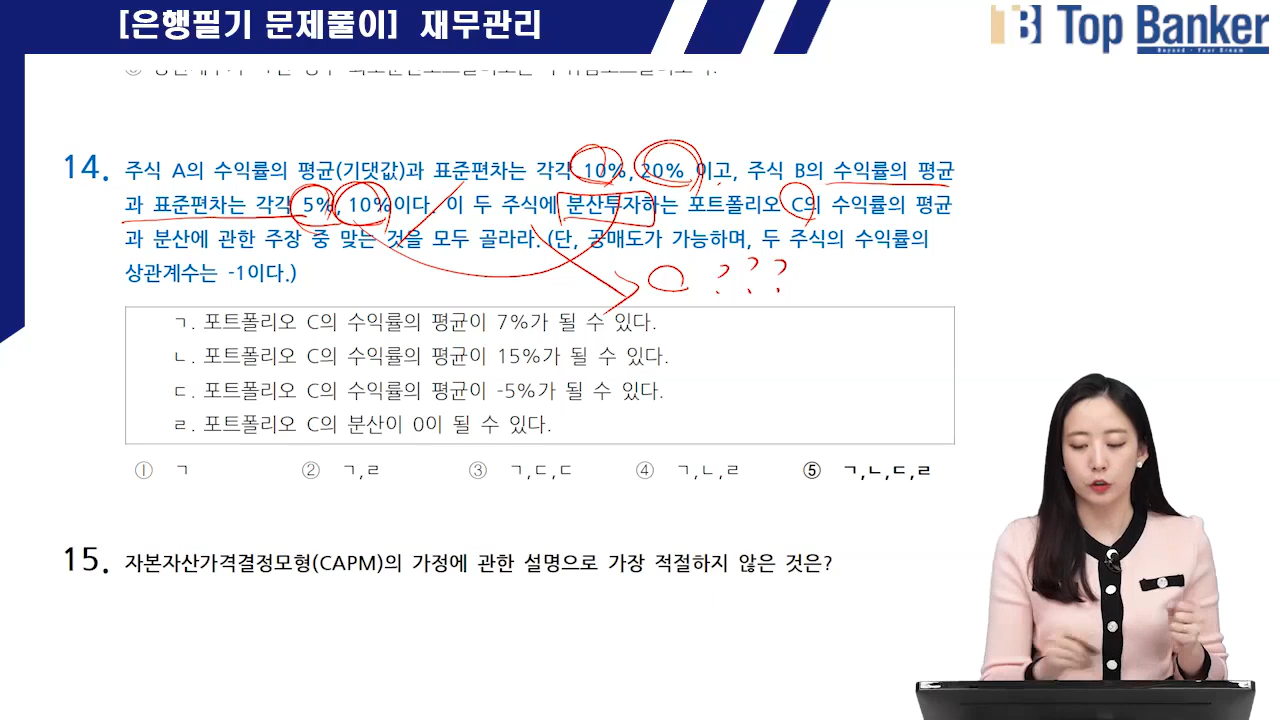 [은행필기 문제풀이] 재무관리
Top Banker
Beyond - Your Dream
14. 주식 A의 수익률의 평균(기댓값)과 표준편차는 각각 10%, 20% 이고, 주식 B의 수익률의 평균
과 표준편차는 각각 5%, 10%이다. 이 두 주식에 분산투자하는 포트폴리오 C의 수익률의 평균
과 분산에 관한 주장 중 맞는 것을 모두 골라라. (단, 공매도가 가능하며, 두 주식의 수익률의
상관계수는 -1이다.)
???
ㄱ. 포트폴리오 C의 수익률의 평균이 7%가 될 수 있다.
ㄴ. 포트폴리오 C의 수익률의 평균이 15%가 될 수 있다.
ㄷ. 포트폴리오 C의 수익률의 평균이 -5%가 될 수 있다.
ㄹ. 포트폴리오 C의 분산이 0이 될 수 있다.
① ㄱ ② ㄱ,ㄹ ③ ㄱ,ㄷ,ㄷ ④ ㄱ,ㄴ,ㄹ ⑤ ㄱ,ㄴ,ㄷ,ㄹ
15. 자본자산가격결정모형(CAPM)의 가정에 관한 설명으로 가장 적절하지 않은 것은?